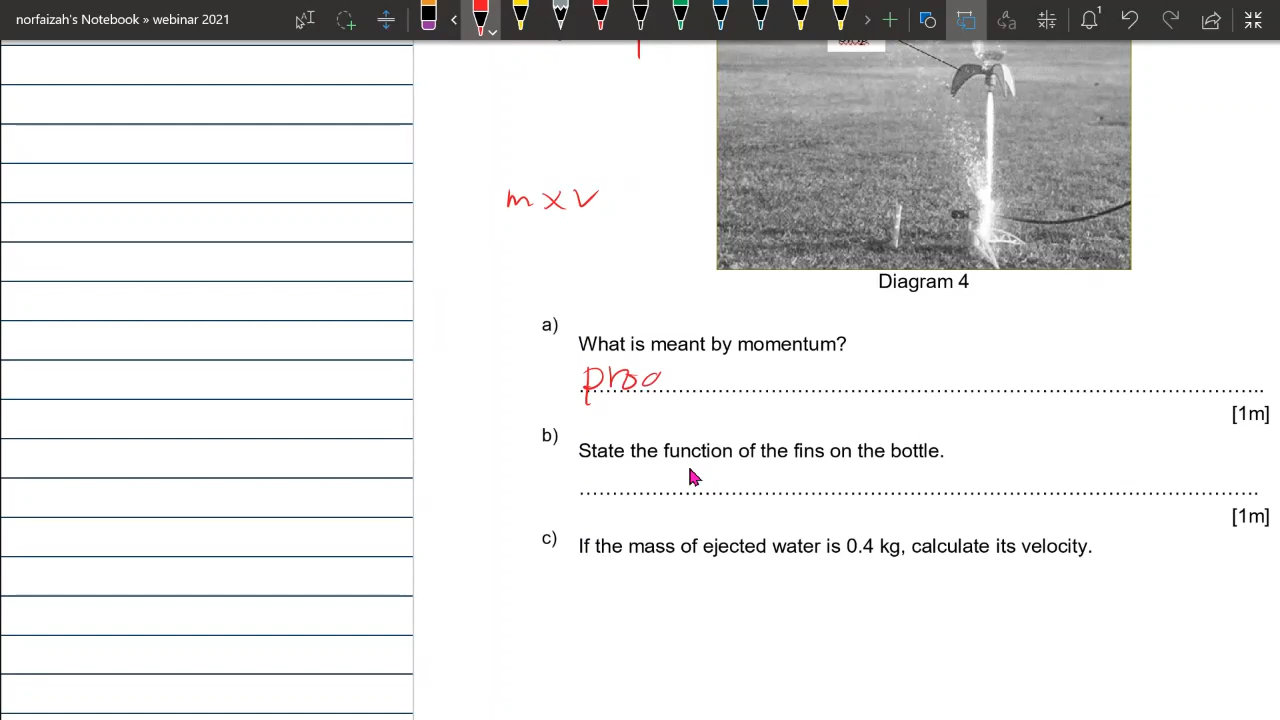 norfaizah's Notebook » webinar 2021
m x v
Diagram 4
a)
What is meant by momentum?
proo
[1m]
b)
State the function of the fins on the bottle.
[1m]
c)
If the mass of ejected water is 0.4 kg, calculate its velocity.